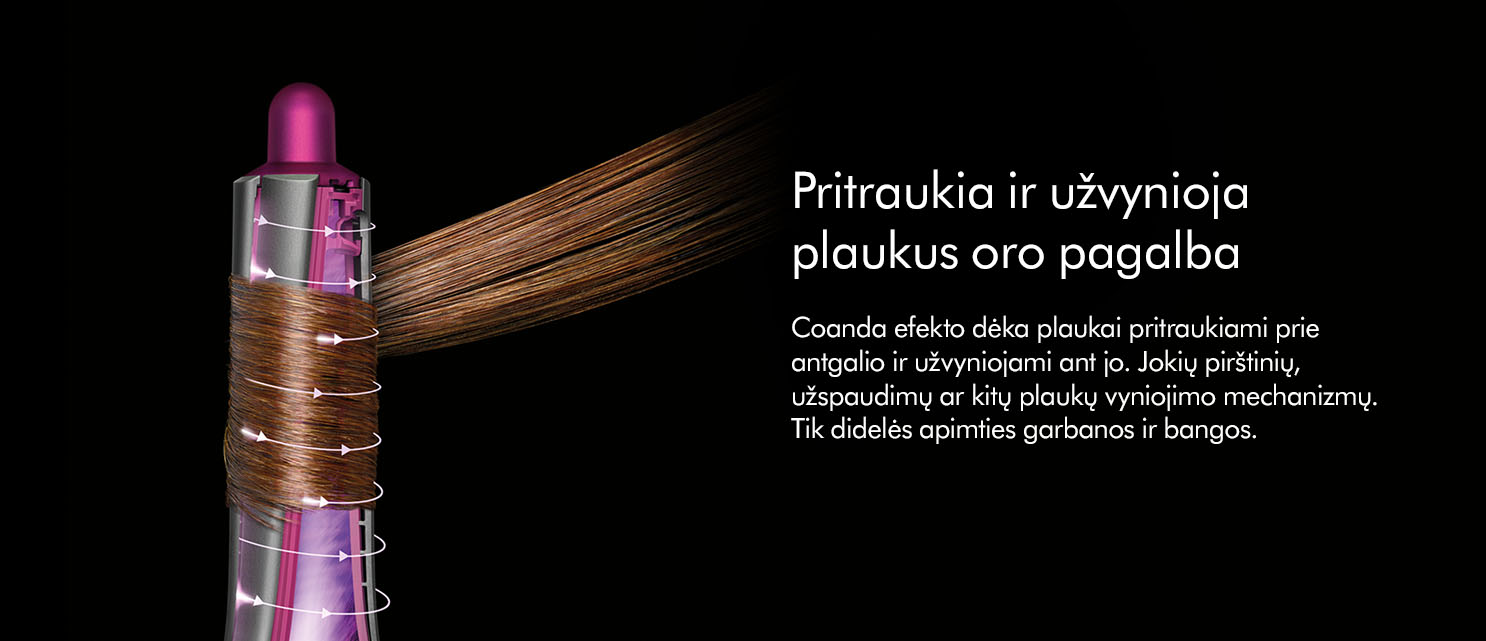 Pritraukia ir užvynioja
plaukus oro pagalba
Coanda efekto dėka plaukai pritraukiami prie
antgalio ir užvyniojami ant jo. Jokių pirštinių,
užspaudimų ar kitų plaukų vyniojimo mechanizmų.
Tik didelės apimties garbanos ir bangos.